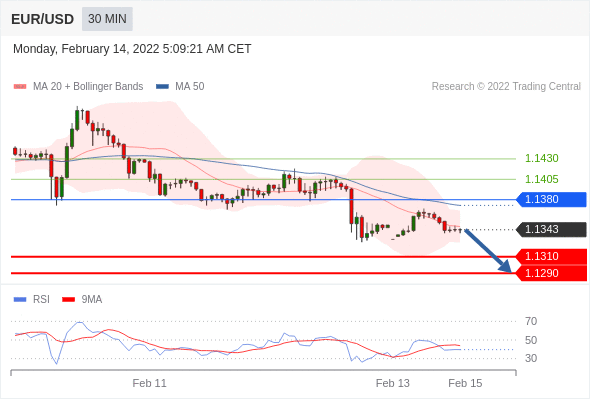 EUR/USD 30 MIN
Monday, February 14, 2022 5:09:21 AM CET
MA 20 + Bollinger Bands MA 50 Research © 2022 Trading Central
1.1430
1.1405
1.1380
1.1343
1.1310
1.1290
RSI 9MA
70
50
30
Feb 11 Feb 13 Feb 15